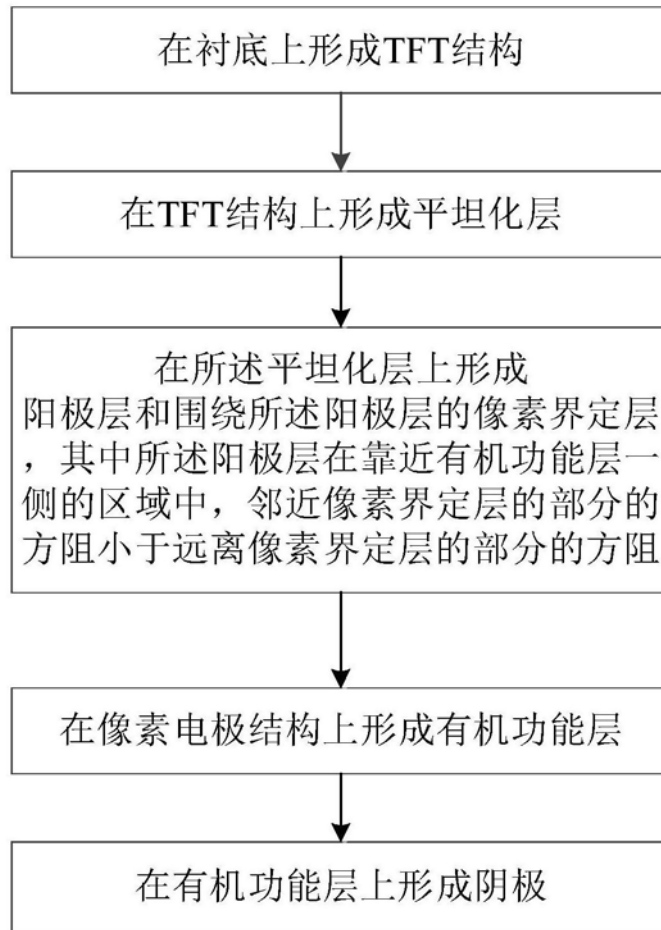 在衬底上形成TFT结构
在TFT结构上形成平坦化层
在所述平坦化层上形成
阳极层和围绕所述阳极层的像素界定层
，其中所述阳极层在靠近有机功能层一
侧的区域中，邻近像素界定层的部分的
方阻小于远离像素界定层的部分的方阻
在像素电极结构上形成有机功能层
在有机功能层上形成阴极